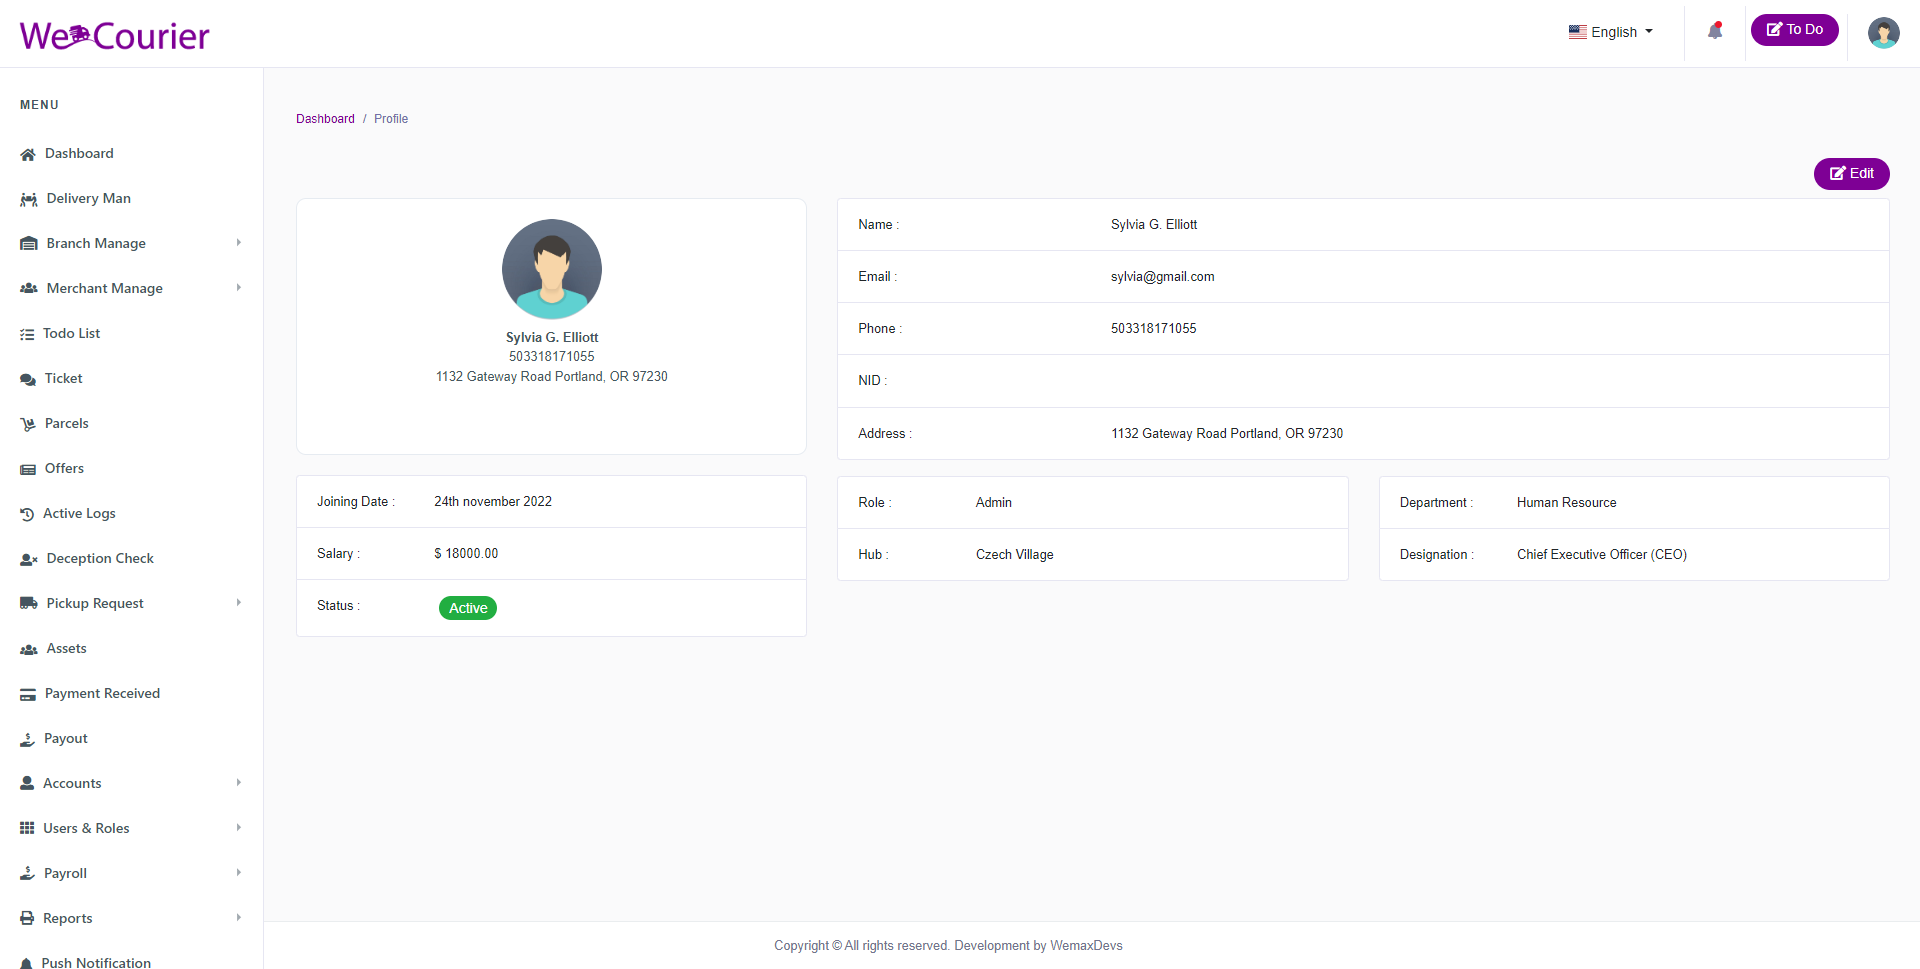 We Courier
English
To Do
MENU
Dashboard
Delivery Man
Branch Manage
Merchant Manage
Todo List
Ticket
Parcels
Offers
Active Logs
Deception Check
Pickup Request
Assets
Payment Received
Payout
Accounts
Users & Roles
Payroll
Reports
Push Notification
Dashboard / Profile
Edit
Sylvia G. Elliott
503318171055
1132 Gateway Road Portland, OR 97230
Name : Sylvia G. Elliott
Email : sylvia@gmail.com
Phone : 503318171055
NID :
Address : 1132 Gateway Road Portland, OR 97230
Joining Date : 24th november 2022
Salary : $ 18000.00
Status : Active
Role : Admin
Hub : Czech Village
Department : Human Resource
Designation : Chief Executive Officer (CEO)
Copyright © All rights reserved. Development by WemaxDevs